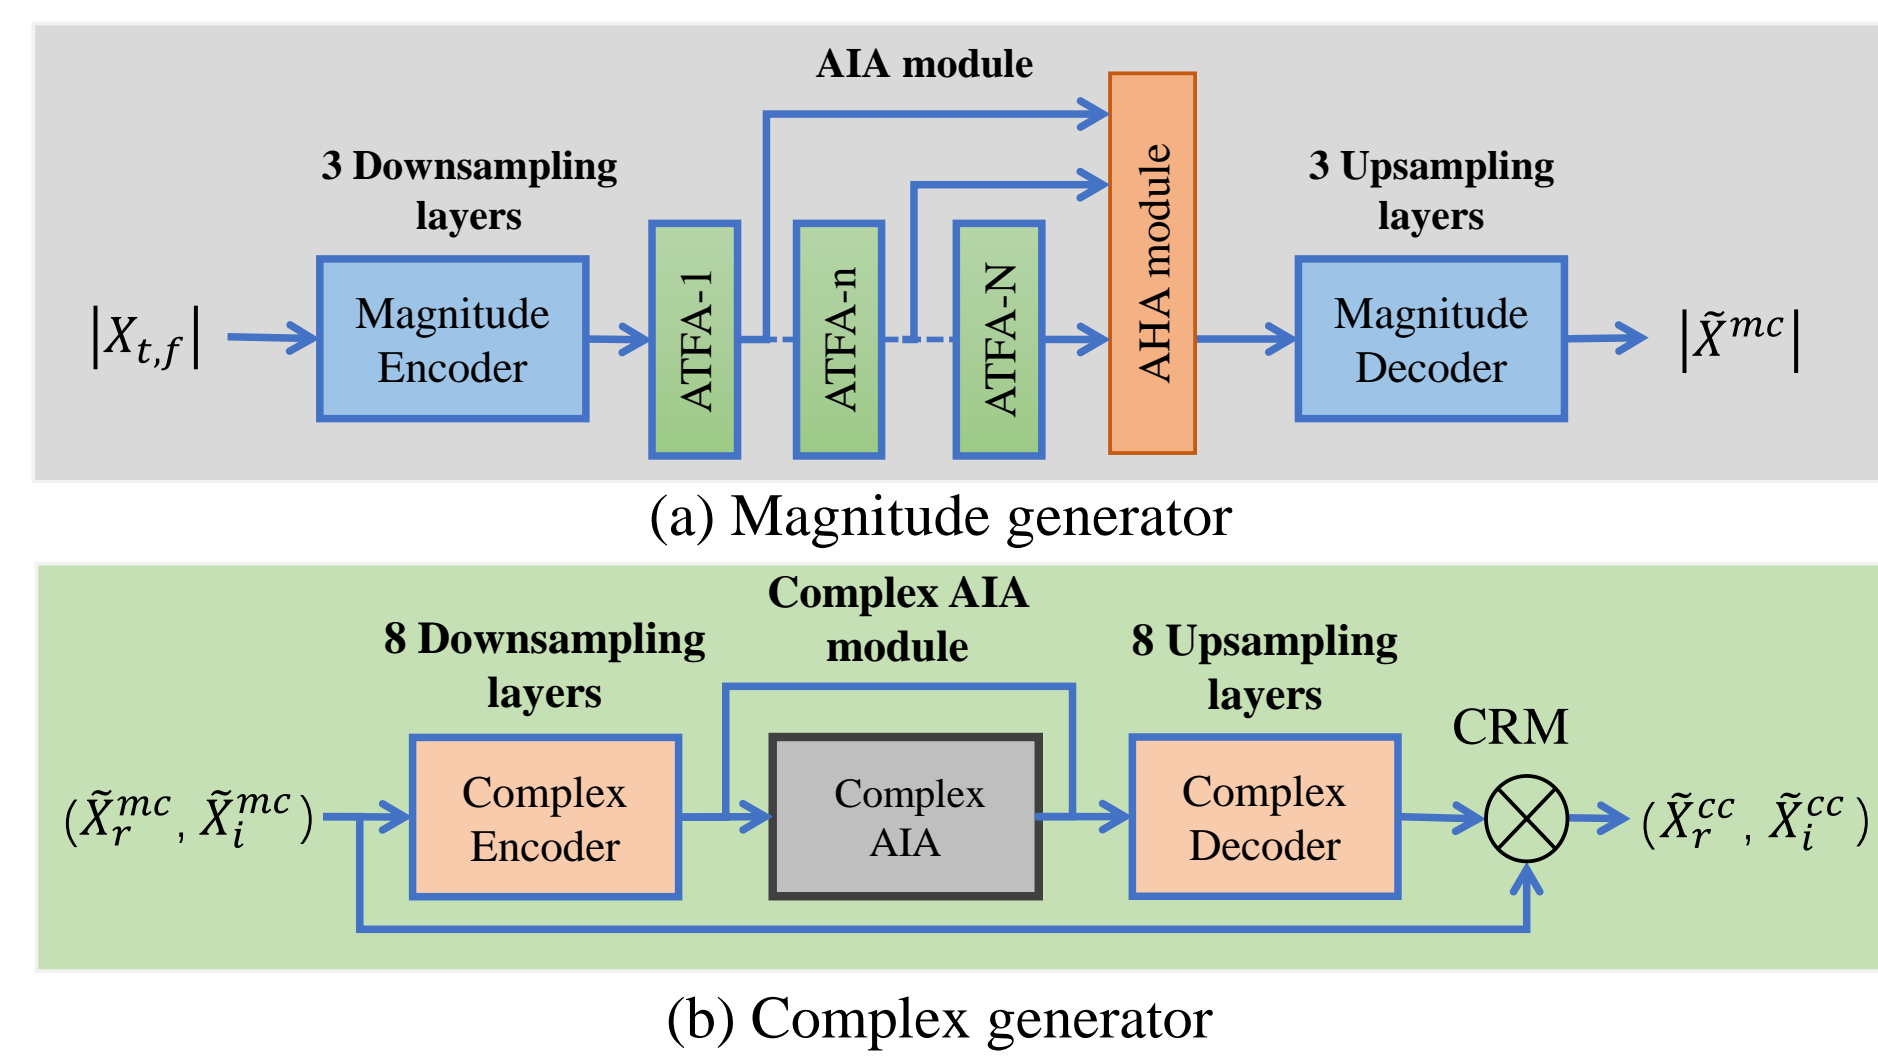 AIA module
3 Downsampling
layers
3 Upsampling
layers
|X_{t,f}|
Magnitude
Encoder
ATFA-1
ATFA-n
ATFA-N
AHA module
Magnitude
Decoder
|X̃^{mc}|
(a) Magnitude generator
Complex AIA
module
8 Downsampling
layers
8 Upsampling
layers
CRM
(X̃_r^{mc}, X̃_i^{mc})
Complex
Encoder
Complex
AIA
Complex
Decoder
(X̃_r^{cc}, X̃_i^{cc})
(b) Complex generator